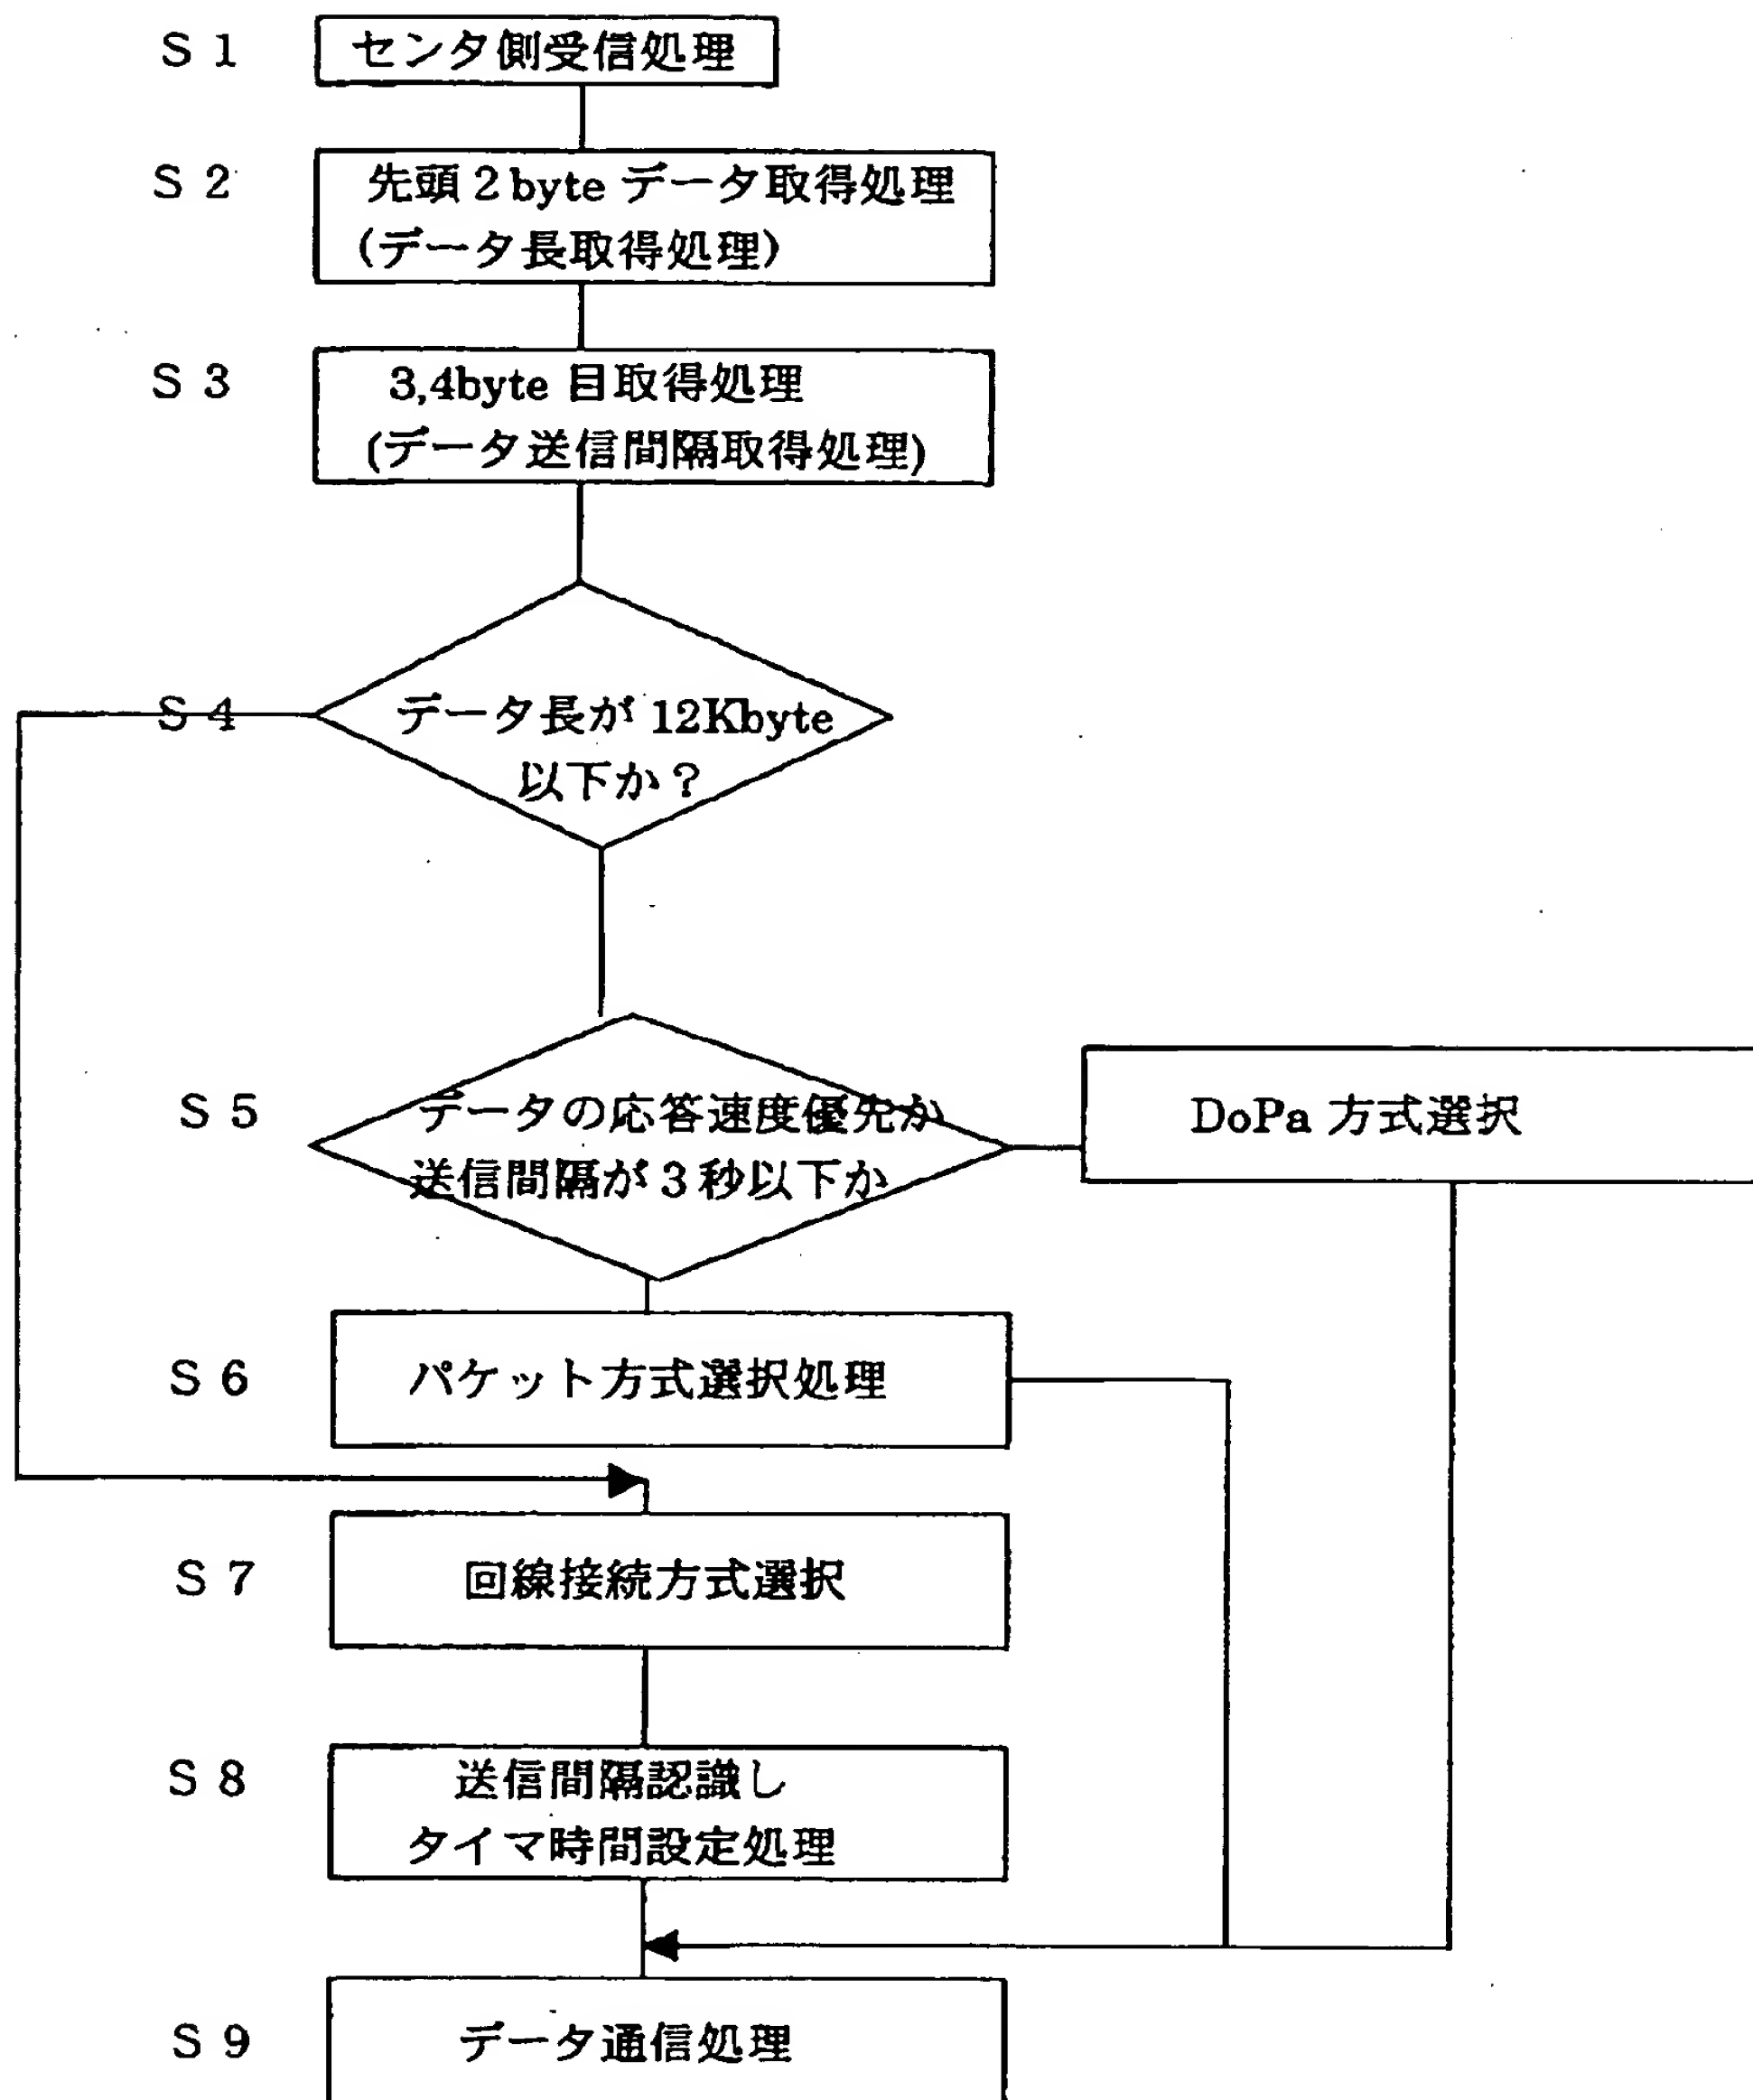 S 1 センタ側受信処理
S 2 先頭2byte データ取得処理
(データ長取得処理)
S 3 3,4byte 目取得処理
(データ送信間隔取得処理)
S 4 データ長が 12Kbyte
以下か？
S 5 データの応答速度優先か
送信間隔が3秒以下か
DoPa 方式選択
S 6 パケット方式選択処理
S 7 回線接続方式選択
S 8 送信間隔認識し
タイマ時間設定処理
S 9 データ通信処理